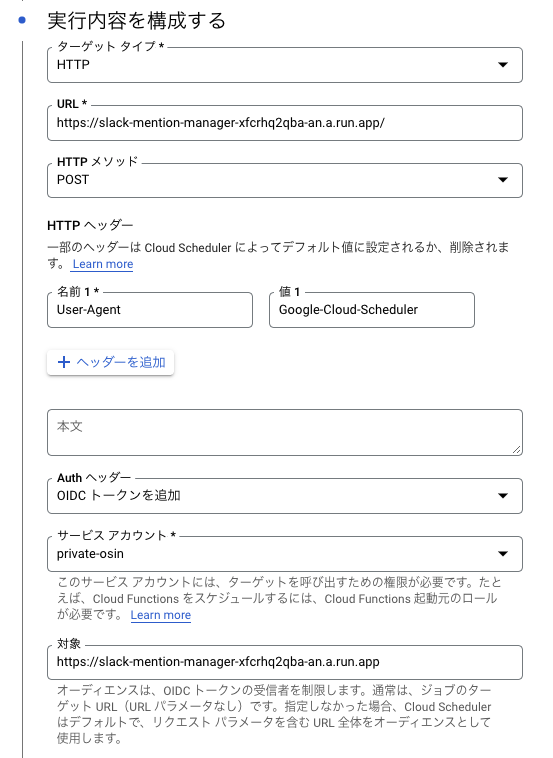 実行内容を構成する
ターゲット タイプ *
HTTP
URL *
https://slack-mention-manager-xfcrhq2qba-an.a.run.app/
HTTP メソッド
POST
HTTP ヘッダー
一部のヘッダーは Cloud Scheduler によってデフォルト値に設定されるか、削除されま
す。 Learn more
名前 1 *
値 1
User-Agent
Google-Cloud-Scheduler
+ ヘッダーを追加
本文
Auth ヘッダー
OIDC トークンを追加
サービス アカウント *
private-osin
このサービス アカウントには、ターゲットを呼び出すための権限が必要です。たと
えば、Cloud Functions をスケジュールするには、Cloud Functions 起動元のロール
が必要です。 Learn more
対象
https://slack-mention-manager-xfcrhq2qba-an.a.run.app
オーディエンスは、OIDC トークンの受信者を制限します。通常は、ジョブのター
ゲット URL（URL パラメータなし）です。指定しなかった場合、Cloud Scheduler
はデフォルトで、リクエスト パラメータを含む URL 全体をオーディエンスとして
使用します。